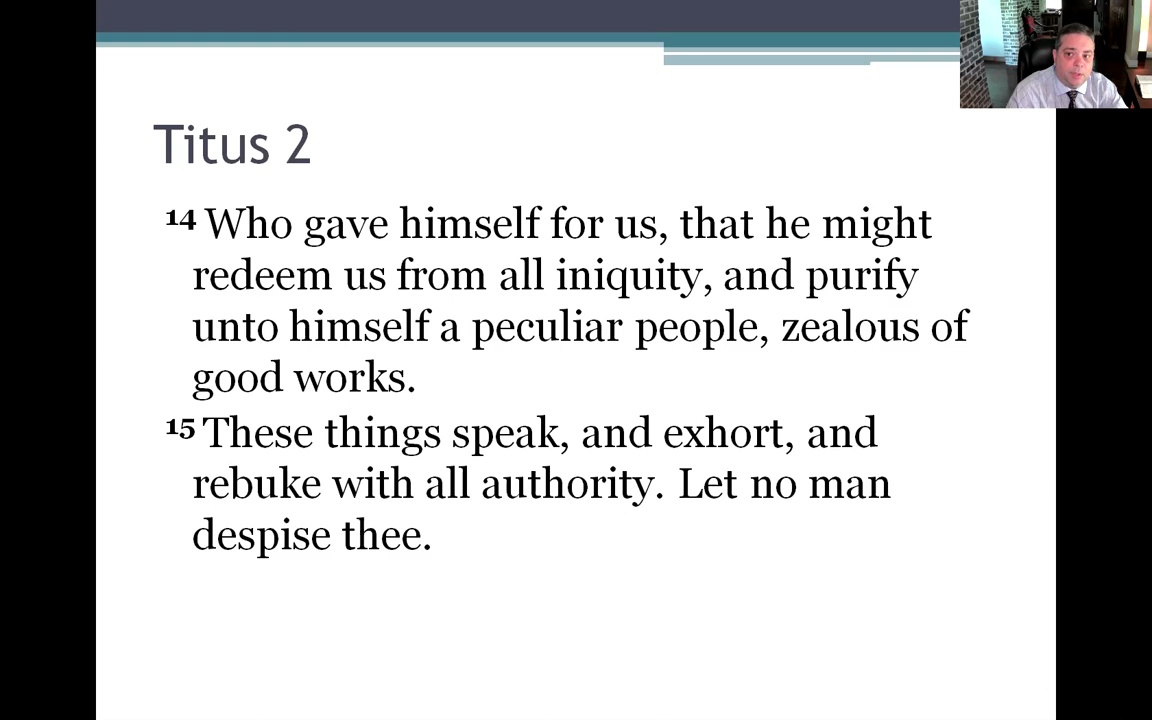 Titus 2
14 Who gave himself for us, that he might
redeem us from all iniquity, and purify
unto himself a peculiar people, zealous of
good works.
15 These things speak, and exhort, and
rebuke with all authority. Let no man
despise thee.